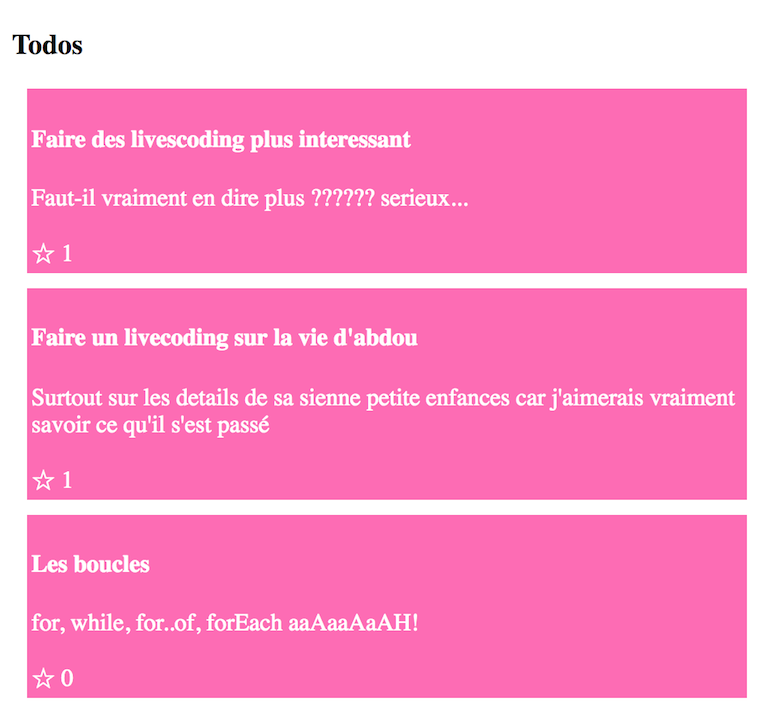 Todos
Faire des livescoding plus interessant
Faut-il vraiment en dire plus ?????? serieux...
☆ 1
Faire un livecoding sur la vie d'abdou
Surtout sur les details de sa sienne petite enfances car j'aimerais vraiment
savoir ce qu'il s'est passé
☆ 1
Les boucles
for, while, for..of, forEach aaAaaAaAH!
☆ 0